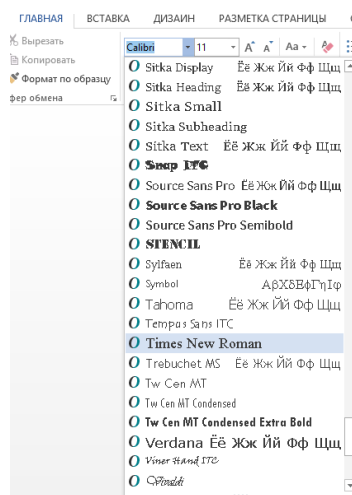 ГЛАВНАЯ ВСТАВКА ДИЗАЙН РАЗМЕТКА СТРАНИЦЫ
Вырезать
Копировать
Формат по образцу
фер обмена
Calibri 11 Aa
Sitka Display Ёё Жж Йй Фф Щщ
Sitka Heading Ёё Жж Йй Фф Щщ
Sitka Small
Sitka Subheading
Sitka Text Ёё Жж Йй Фф Щщ
Snap ITC
Source Sans Pro Ёё Жж Йй Фф Щщ
Source Sans Pro Black
Source Sans Pro Semibold
STENCIL
Sylfaen Ёё Жж Йй Фф Щщ
Symbol ΑβΧδΕφΓηΙφ
Tahoma Ёё Жж Йй Фф Щщ
Tempus Sans ITC
Times New Roman
Trebuchet MS Ёё Жж Йй Фф Щщ
Tw Cen MT
Tw Cen MT Condensed
Tw Cen MT Condensed Extra Bold
Verdana Ёё Жж Йй Фф Щщ
Viner Hand ITC
Vivaldi